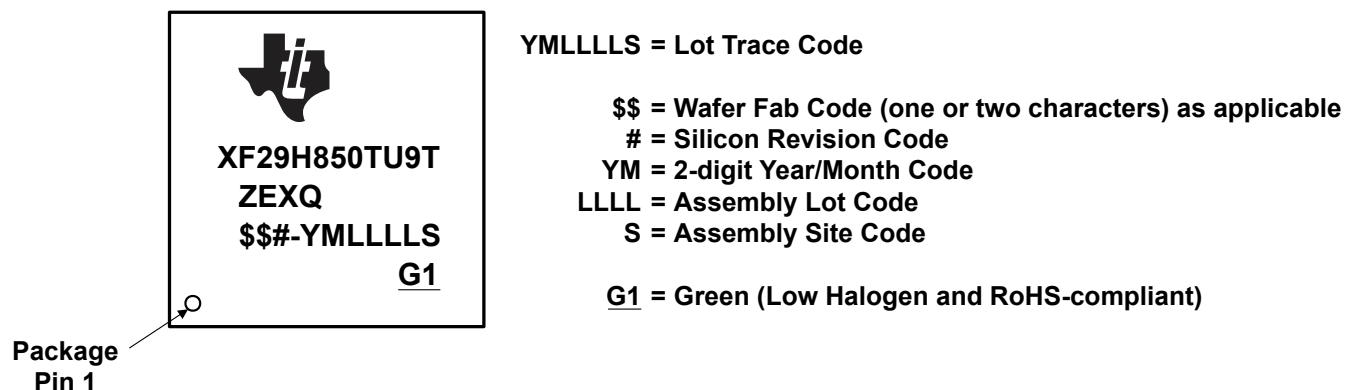 XF29H850TU9T
ZEXQ
$$#-YMLLLLS
G1
Package
Pin 1
YMLLLLS = Lot Trace Code
$$ = Wafer Fab Code (one or two characters) as applicable
# = Silicon Revision Code
YM = 2-digit Year/Month Code
LLLL = Assembly Lot Code
S = Assembly Site Code
G1 = Green (Low Halogen and RoHS-compliant)